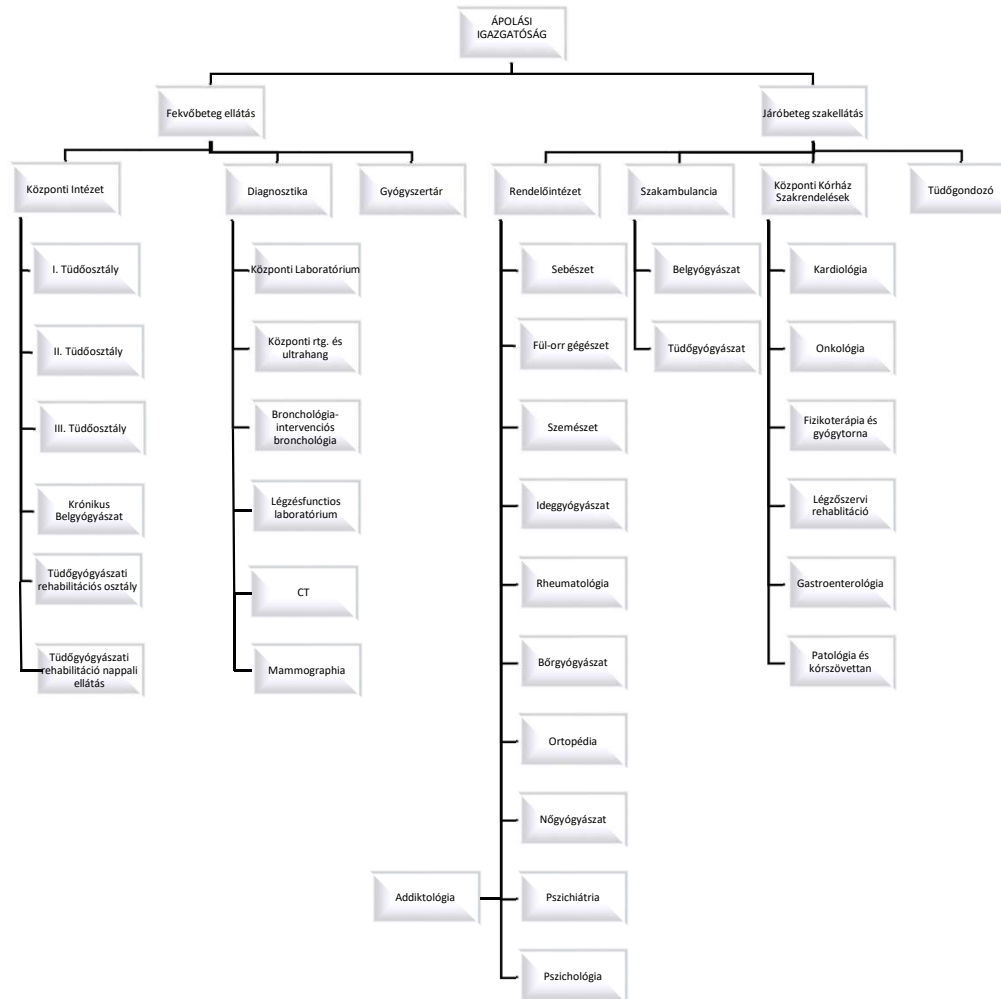 ÁPOLÁSI
IGAZGATÓSÁG
Fekvőbeteg ellátás
Járóbeteg szakellátás
Központi Intézet
Diagnosztika
Gyógyszertár
Rendelőintézet
Szakambulancia
Központi Kórház
Szakrendelések
Tüdőgondozó
I. Tüdőosztály
II. Tüdőosztály
III. Tüdőosztály
Krónikus
Belgyógyászat
Tüdőgyógyászati
rehabilitációs osztály
Tüdőgyógyászati
rehabilitáció nappali
ellátás
Központi Laboratórium
Központi rtg. és
ultrahang
Bronchológia-
intervenciós
bronchológia
Légzésfunctios
laboratórium
CT
Mammographia
Sebészet
Fül-orr gégészet
Szemészet
Ideggyógyászat
Rheumatológia
Bőrgyógyászat
Ortopédia
Nőgyógyászat
Addiktológia
Pszichiátria
Pszichológia
Belgyógyászat
Tüdőgyógyászat
Kardiológia
Onkológia
Fizikoterápia és
gyógytorna
Légzőszervi
rehablitáció
Gastroenterológia
Patológia és
kórszövettan